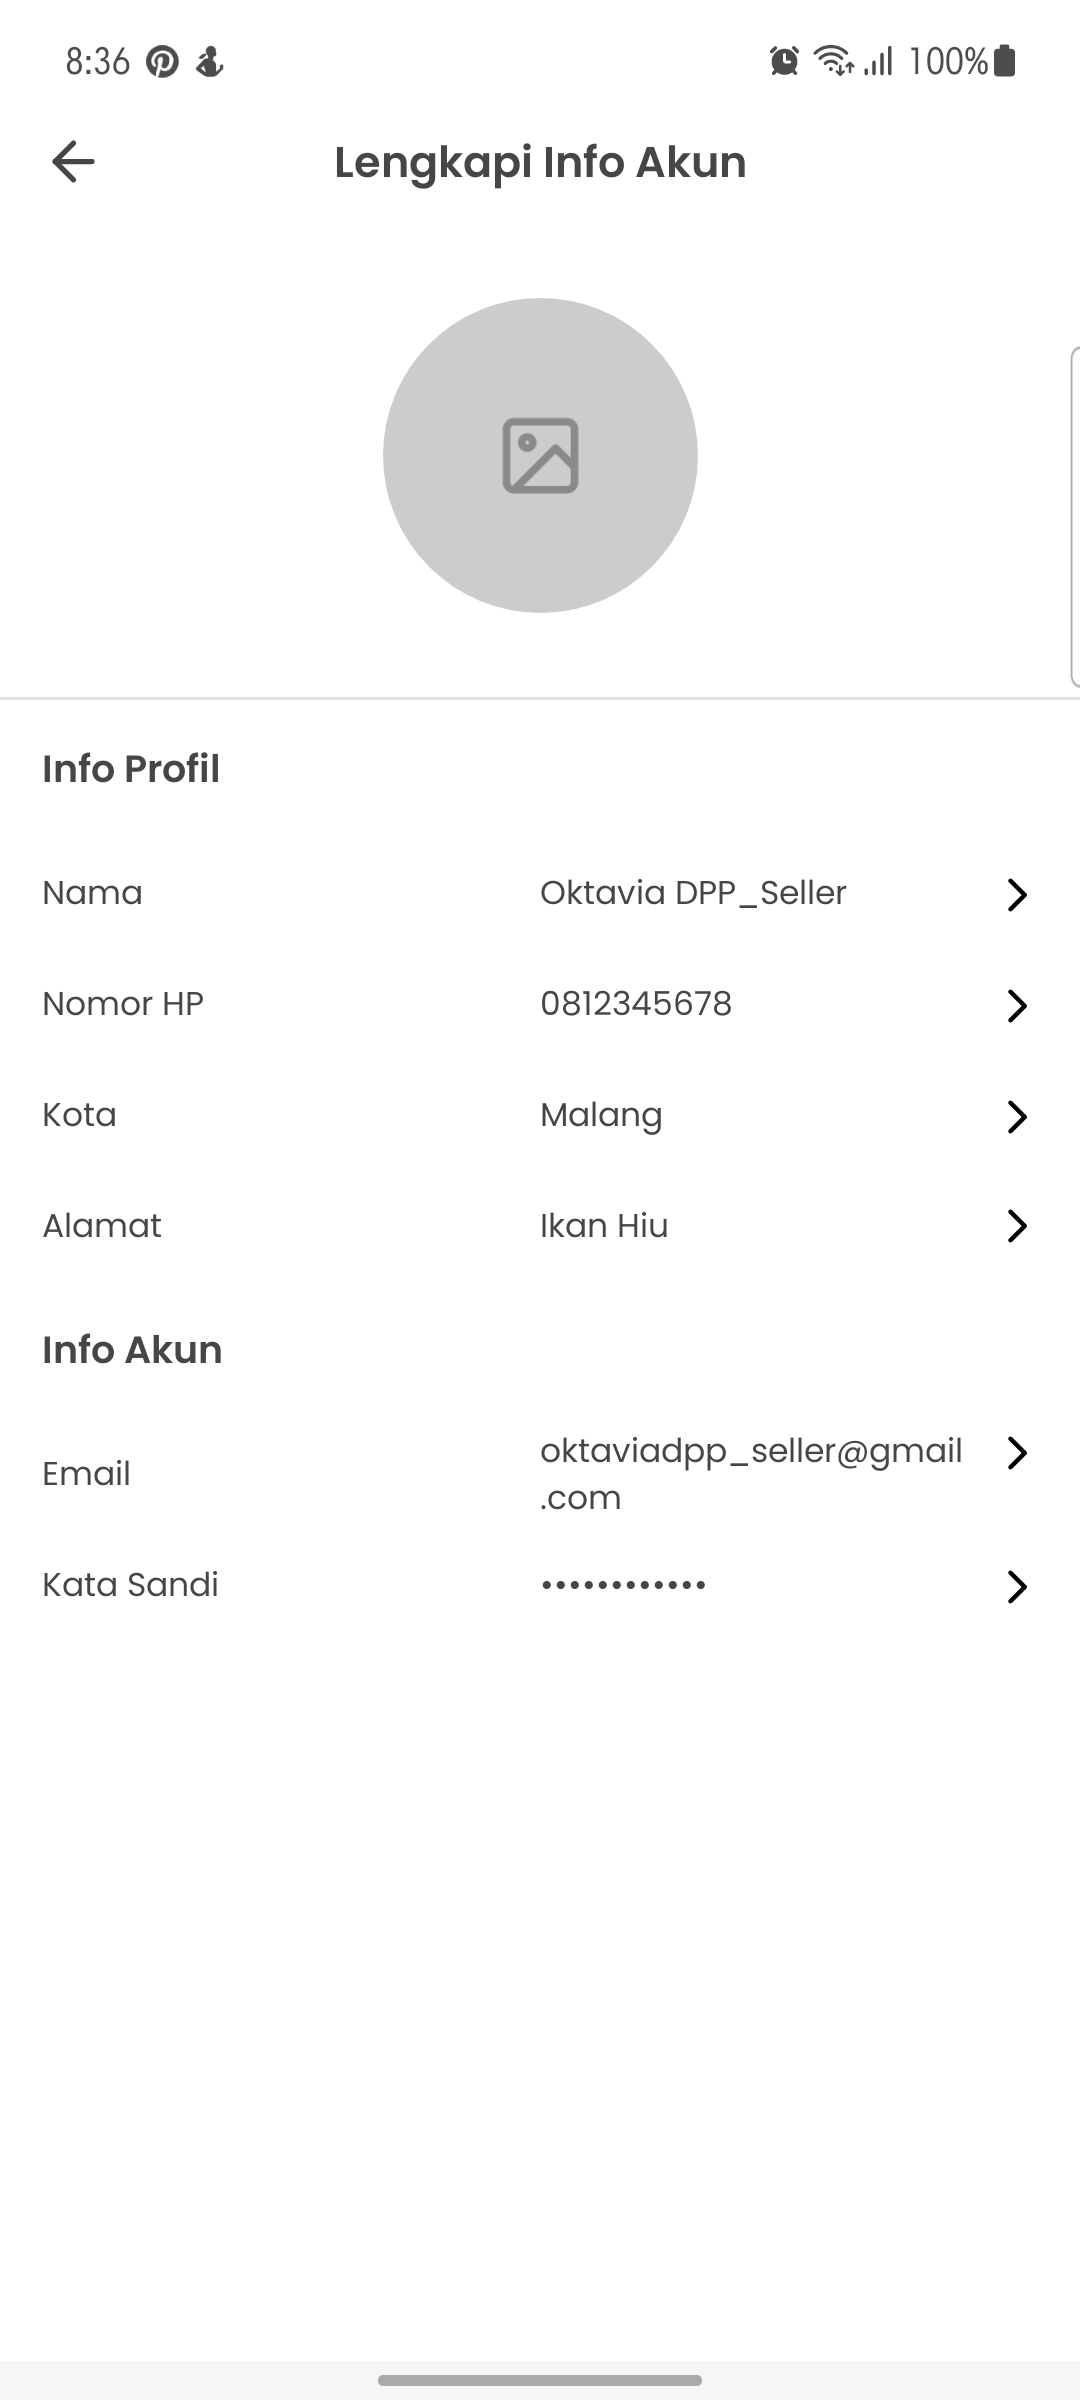 8:36 100%
Lengkapi Info Akun
Info Profil
Nama Oktavia DPP_Seller
Nomor HP 0812345678
Kota Malang
Alamat Ikan Hiu
Info Akun
Email oktaviadpp_seller@gmail
.com
Kata Sandi ••••••••••••